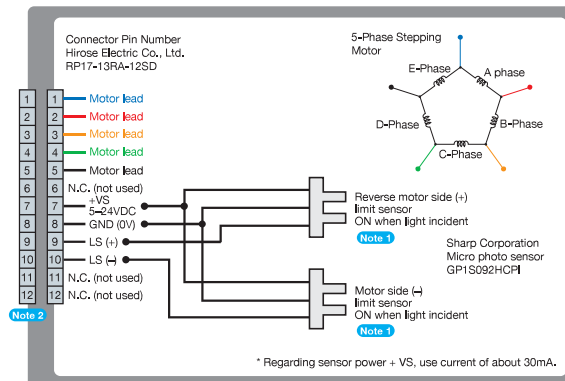 Connector Pin Number
Hirose Electric Co., Ltd.
RP17-13RA-12SD
5-Phase Stepping
Motor
E-Phase
A phase
D-Phase
B-Phase
C-Phase
1 1 Motor lead
2 2 Motor lead
3 3 Motor lead
4 4 Motor lead
5 5 Motor lead
6 6 N.C. (not used)
7 7 +VS
5–24VDC
8 8 GND (0V)
9 9 LS (+)
10 10 LS (–)
11 11 N.C. (not used)
12 12 N.C. (not used)
Note 2
Reverse motor side (+)
limit sensor
ON when light incident
Note 1
Sharp Corporation
Micro photo sensor
GP1S092HCPI
Motor side (–)
limit sensor
ON when light incident
Note 1
* Regarding sensor power + VS, use current of about 30mA.